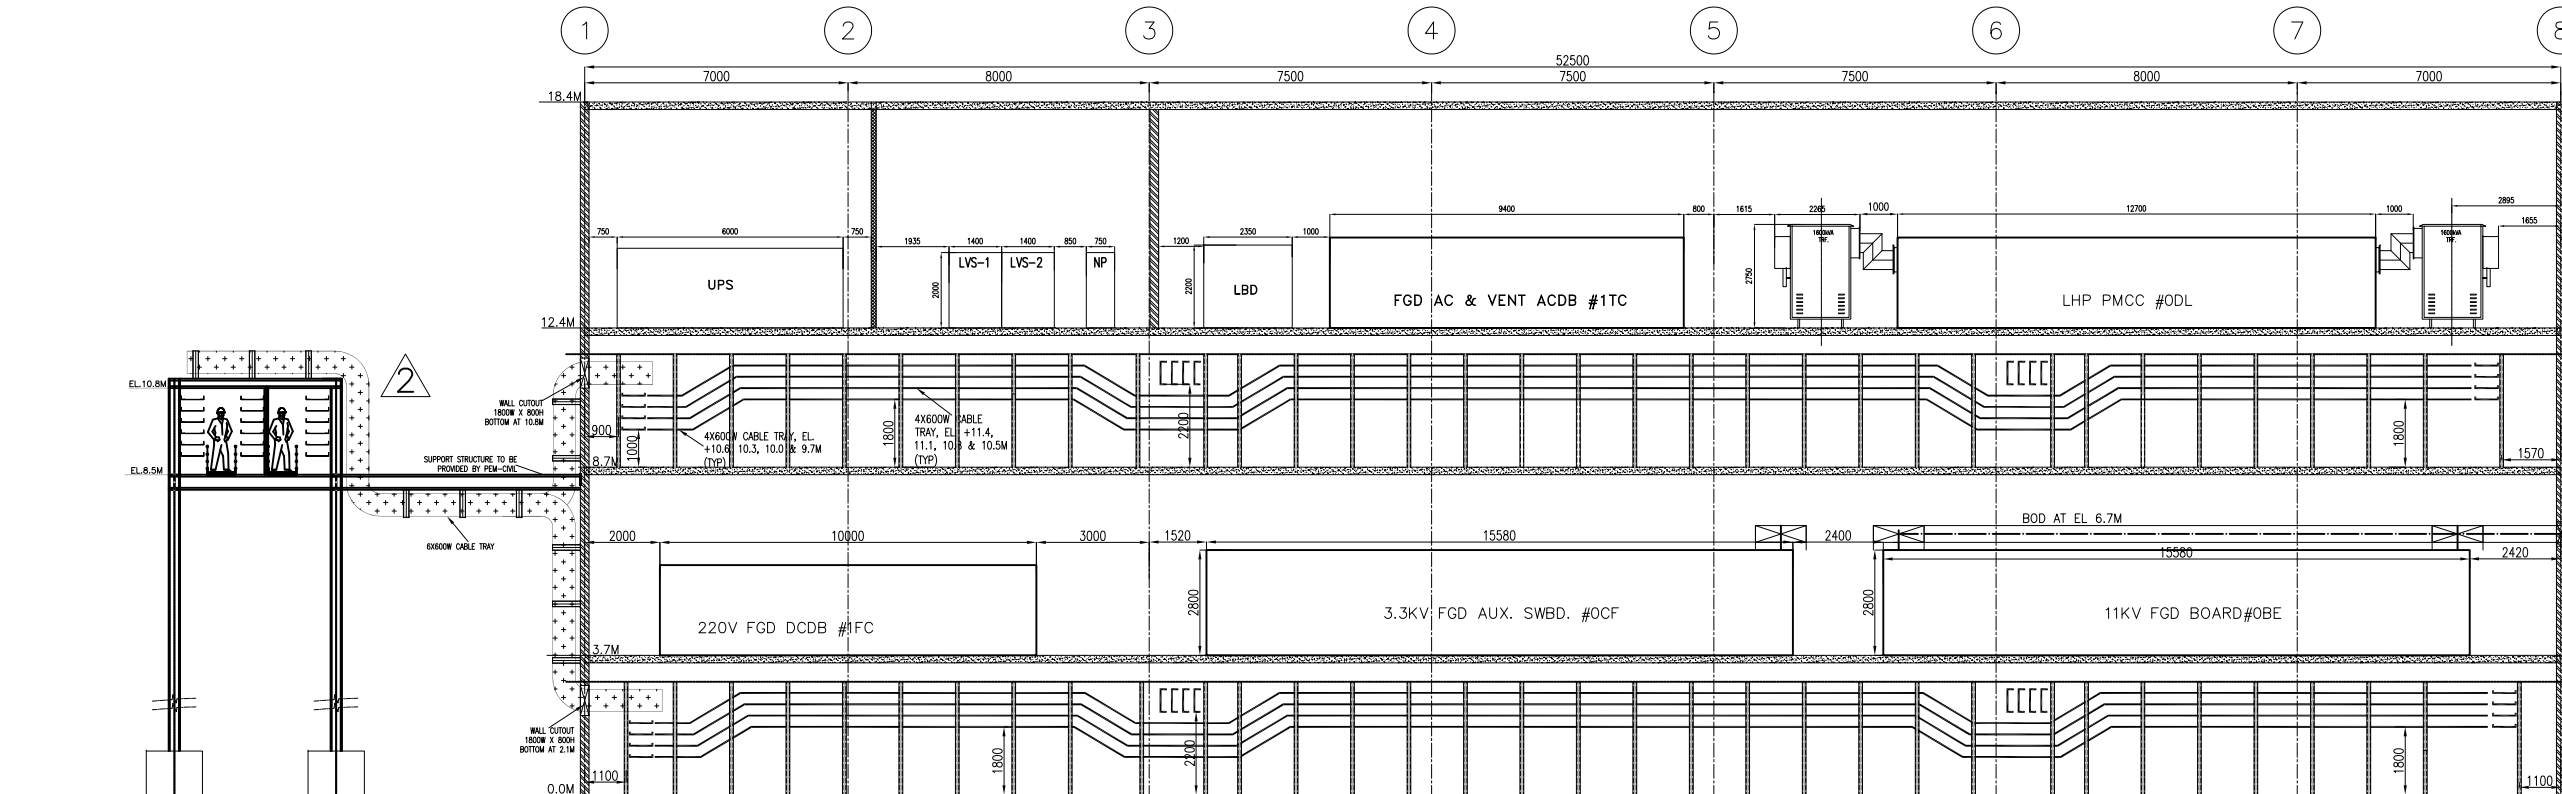 1 2 3 4 5 6 7 8
52500
7000 8000 7500 7500 7500 8000 7000
18.4M
2895
9400 800 1615 2265 1000 12700 1000
1655
750 6000 750 1935 1400 1400 850 750 1200 2350 1000
1600kVA
TRF.
1600kVA
TRF.
LVS-1 LVS-2 NP
UPS
2000
2200
LBD
FGD AC & VENT ACDB #1TC
2750
LHP PMCC #0DL
12.4M
2
EL.10.8M
WALL CUTOUT
1800W X 800H
BOTTOM AT 10.8M
900
1000
4X600W CABLE TRAY, EL.
+10.6, 10.3, 10.0 & 9.7M
(TYP)
1800
4X600W CABLE
TRAY, EL. +11.4,
11.1, 10.8 & 10.5M
(TYP)
2200
1800
1570
SUPPORT STRUCTURE TO BE
PROVIDED BY PEM-CIVIL
EL.8.5M
8.7M
6X600W CABLE TRAY
BOD AT EL 6.7M
2000 10000 3000 1520 15580 2400 15580 2420
220V FGD DCDB #1FC
2800
3.3KV FGD AUX. SWBD. #0CF
2800
11KV FGD BOARD#0BE
3.7M
WALL CUTOUT
1800W X 800H
BOTTOM AT 2.1M
1100
1800
2200
1800
1100
0.0M